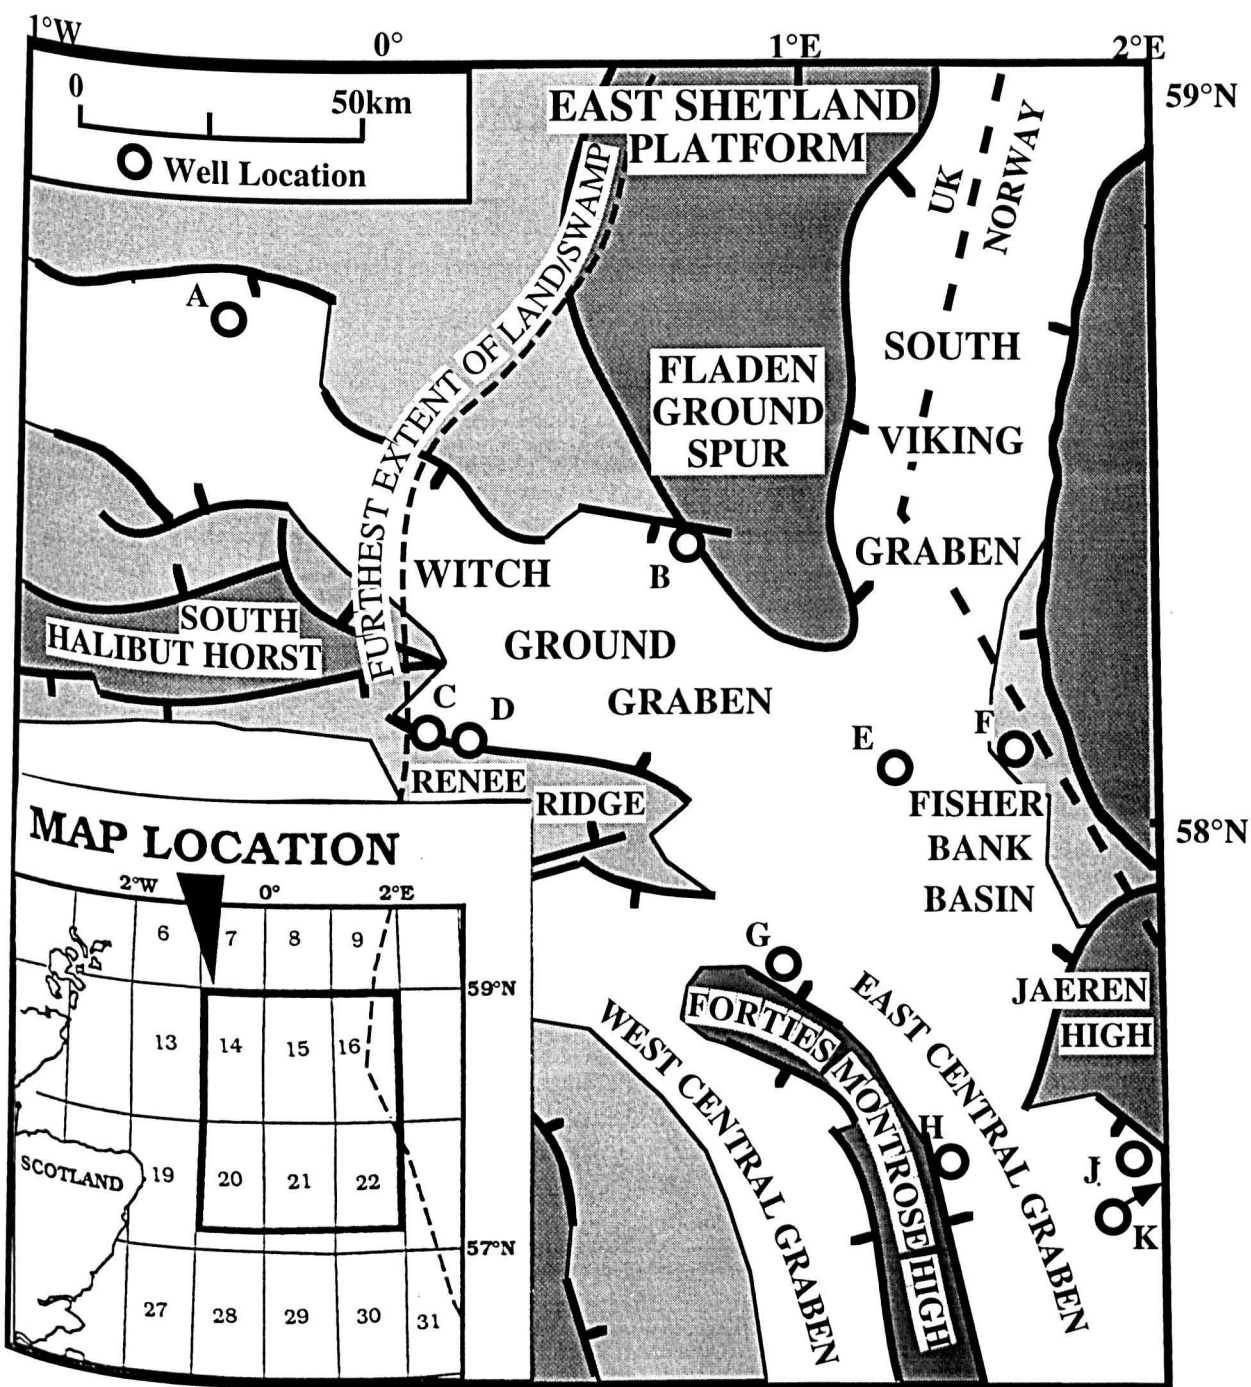 1°W
0°
1°E
2°E
59°N
0
50km
Well Location
EAST SHETLAND
PLATFORM
UK
NORWAY
FURTHEST EXTENT OF LAND/SWAMP
A
SOUTH
VIKING
GRABEN
FLADEN
GROUND
SPUR
B
WITCH
GROUND
GRABEN
SOUTH
HALIBUT HORST
C
D
E
F
RENEE
RIDGE
FISHER
BANK
BASIN
58°N
G
FORTIES MONTROSE HIGH
WEST CENTRAL GRABEN
EAST CENTRAL GRABEN
JAEREN
HIGH
H
J
K
MAP LOCATION
2°W
0°
2°E
6
7
8
9
59°N
13
14
15
16
SCOTLAND
19
20
21
22
57°N
27
28
29
30
31